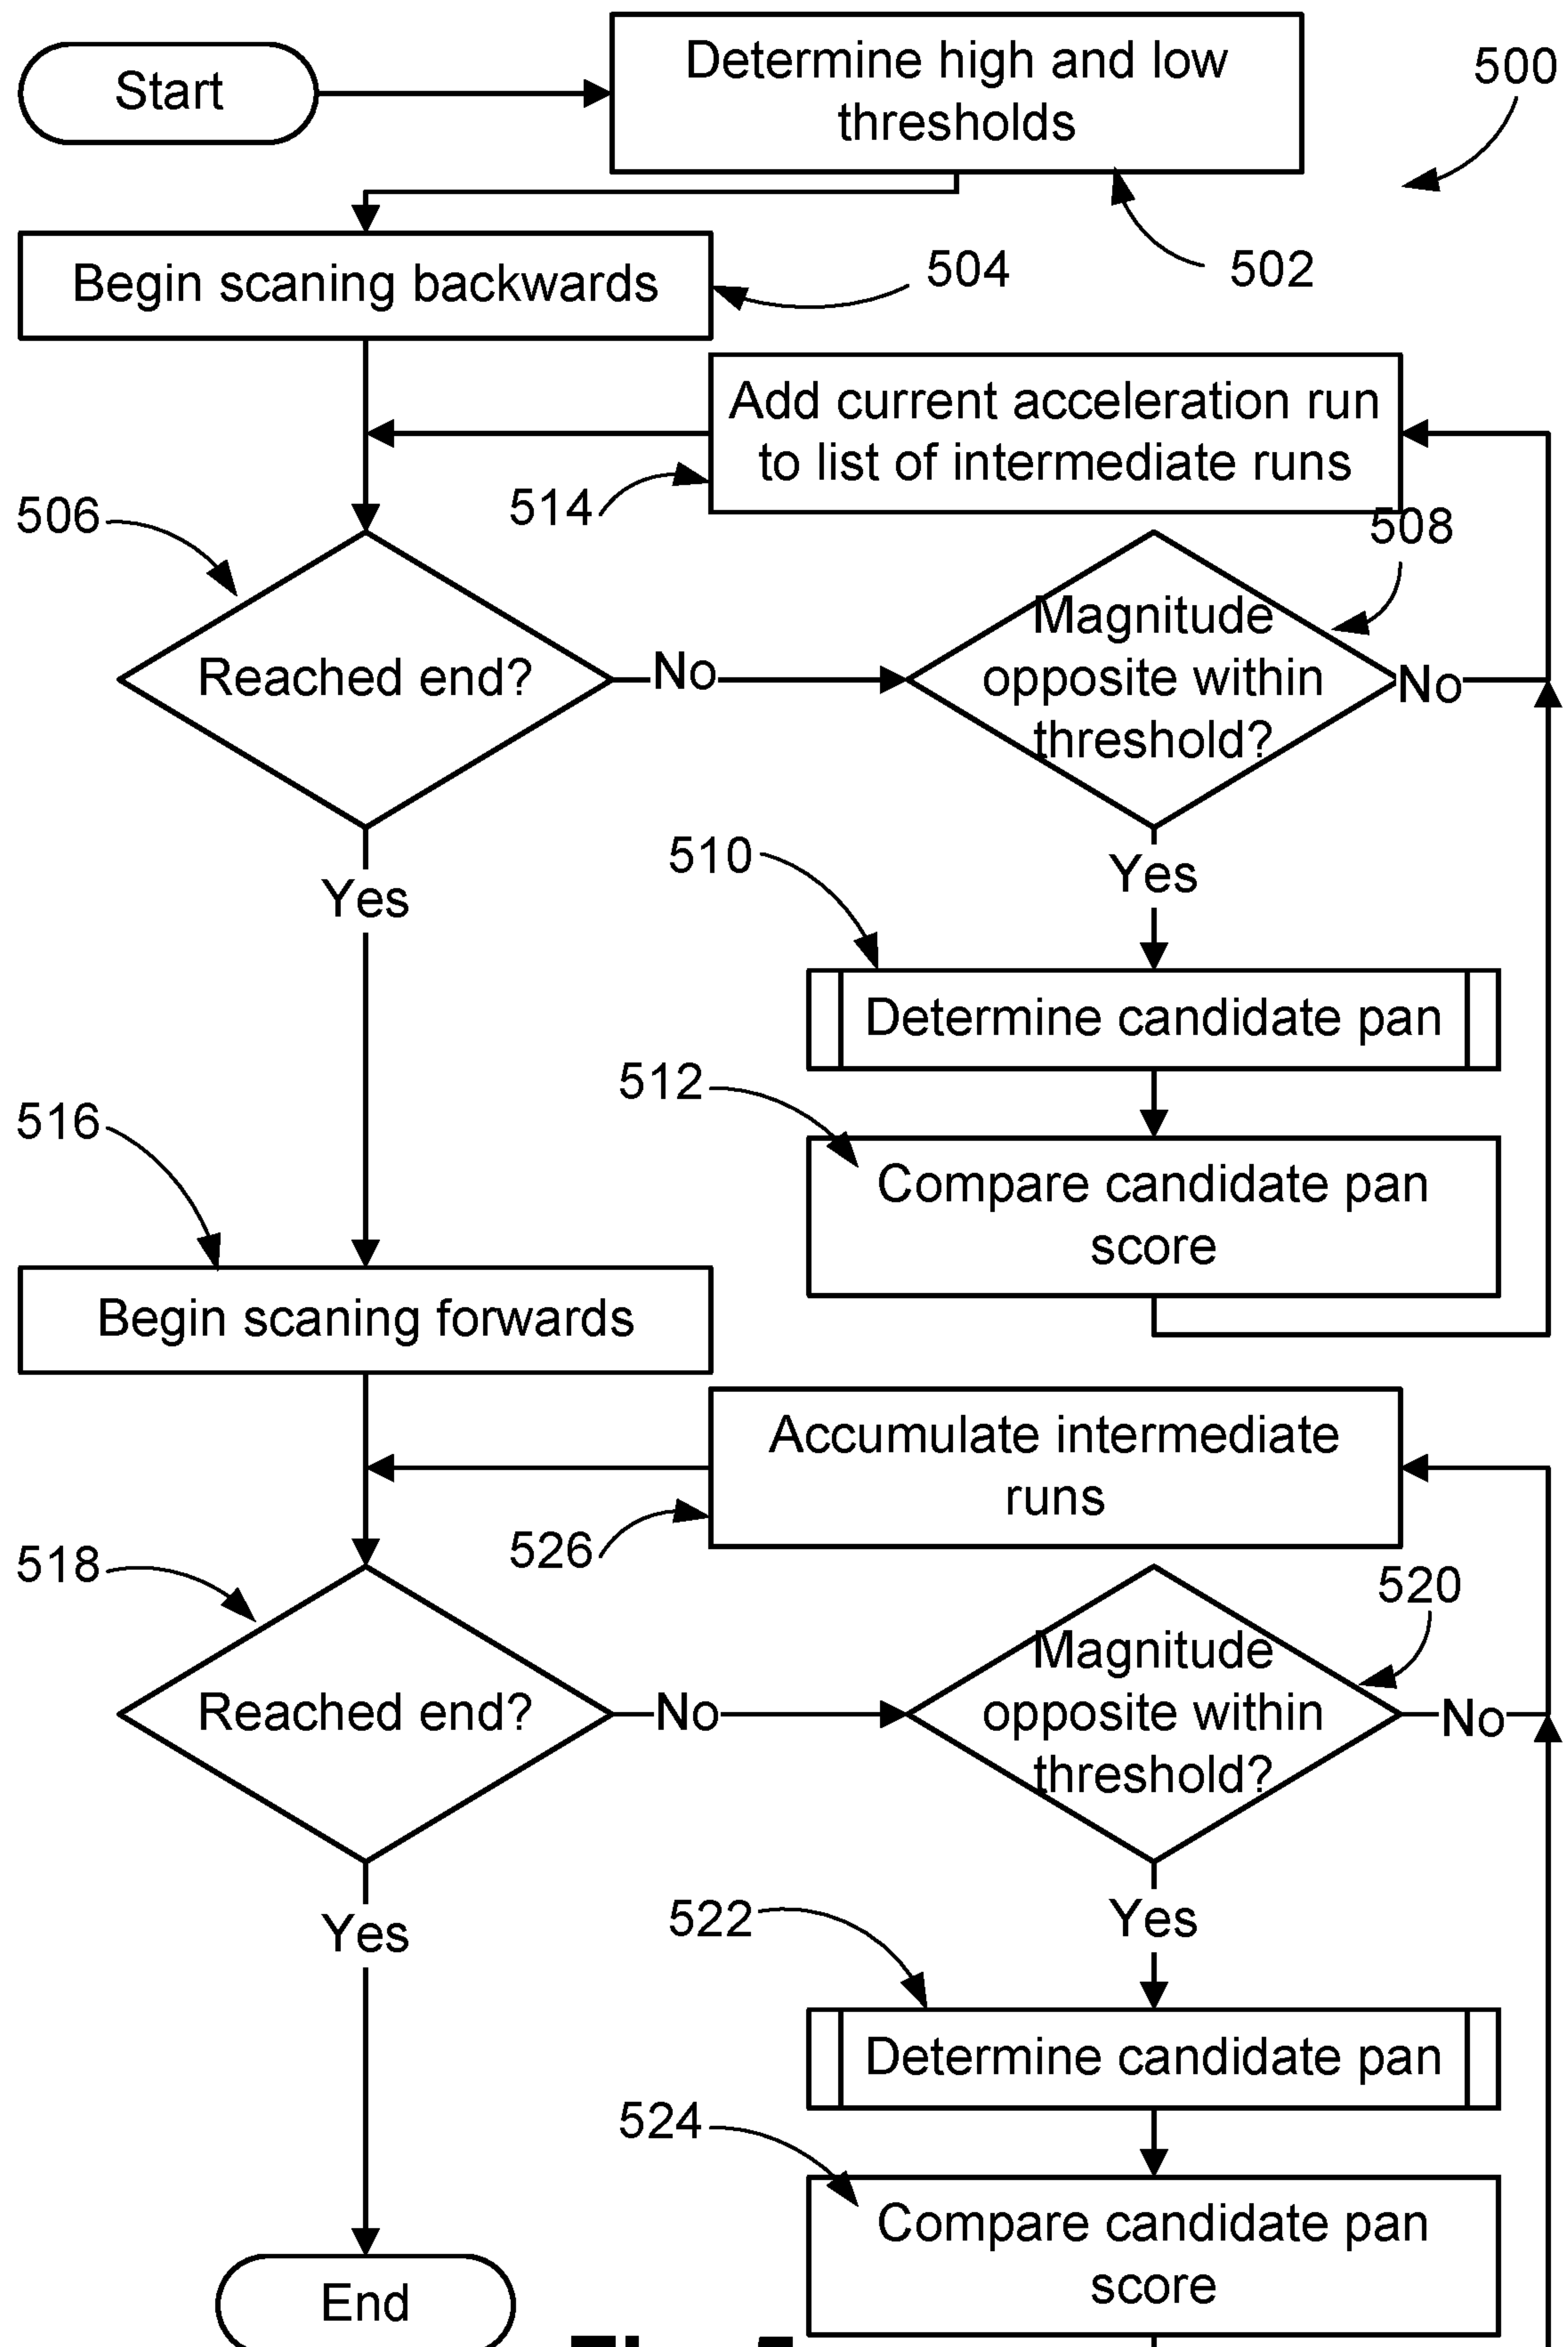 Start
Determine high and low
thresholds
500
Begin scaning backwards
504
502
Add current acceleration run
to list of intermediate runs
514
506
508
Reached end?
No
Magnitude
opposite within
threshold?
No
Yes
510
Yes
Determine candidate pan
512
Compare candidate pan
score
516
Begin scaning forwards
Accumulate intermediate
runs
526
518
520
Reached end?
No
Magnitude
opposite within
threshold?
No
Yes
522
Yes
Determine candidate pan
524
Compare candidate pan
score
End